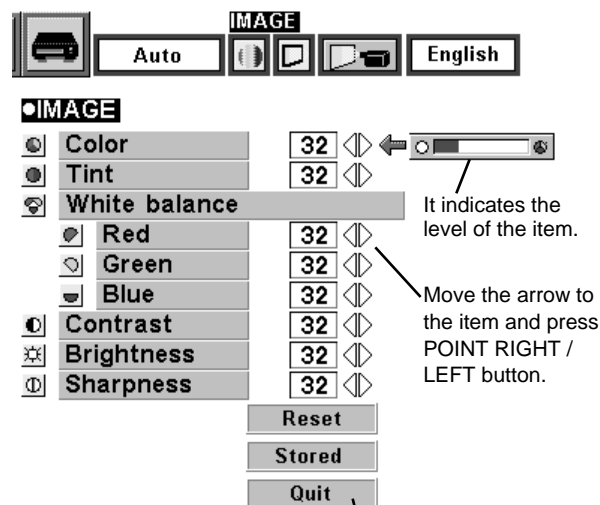 IMAGE
Auto
English
•IMAGE
Color 32
Tint 32
White balance
Red 32
Green 32
Blue 32
Contrast 32
Brightness 32
Sharpness 32
Reset
Stored
Quit
It indicates the
level of the item.
Move the arrow to
the item and press
POINT RIGHT /
LEFT button.